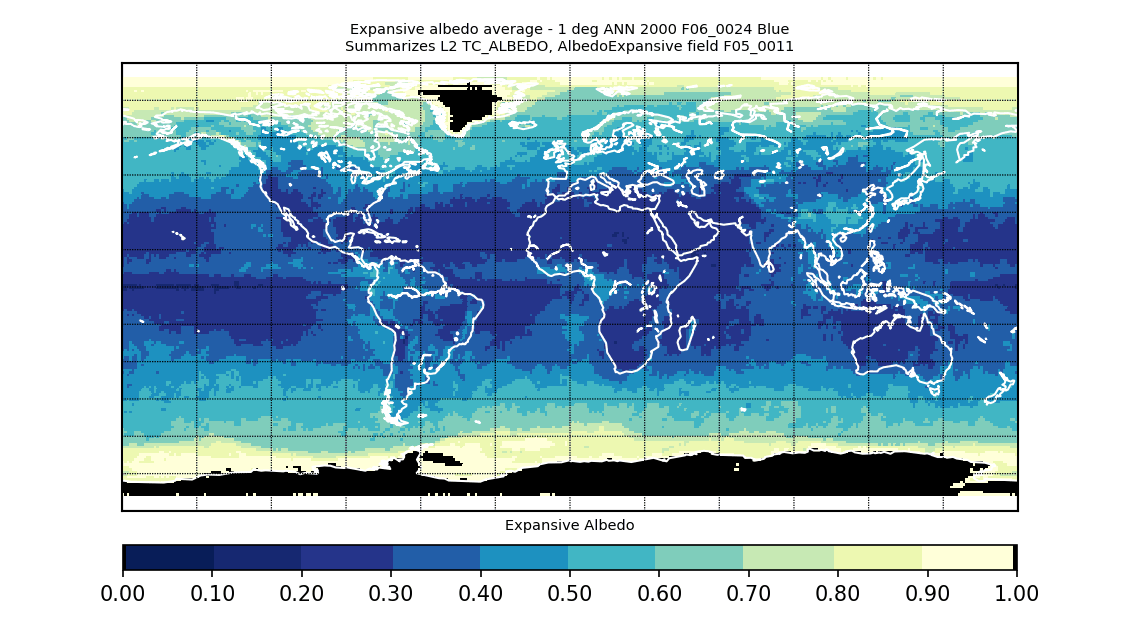 Expansive albedo average - 1 deg ANN 2000 F06_0024 Blue
Summarizes L2 TC_ALBEDO, AlbedoExpansive field F05_0011
Expansive Albedo
0.00 0.10 0.20 0.30 0.40 0.50 0.60 0.70 0.80 0.90 1.00